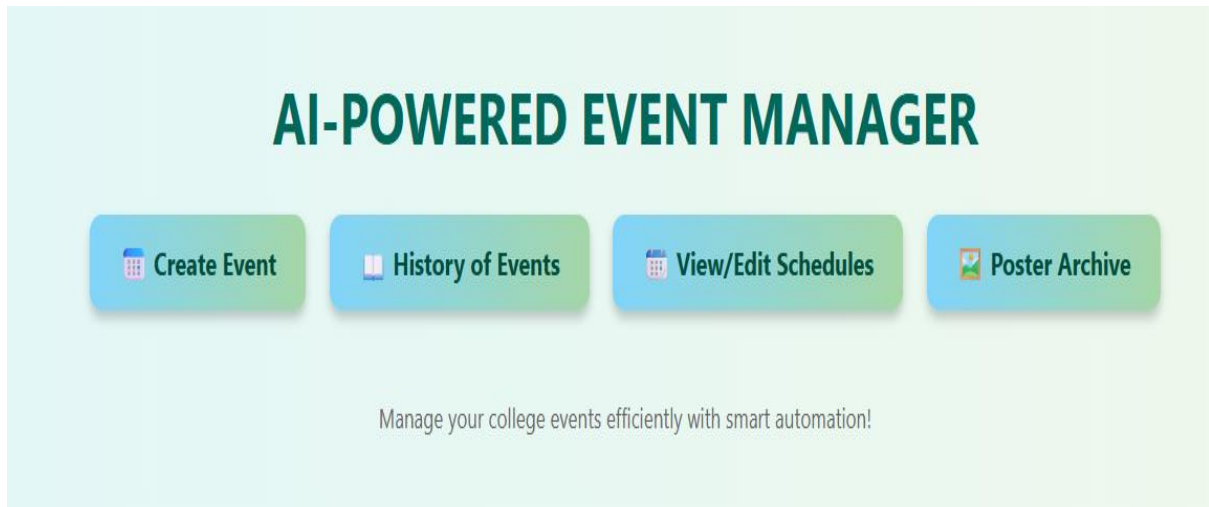 AI-POWERED EVENT MANAGER
Create Event
History of Events
View/Edit Schedules
Poster Archive
Manage your college events efficiently with smart automation!